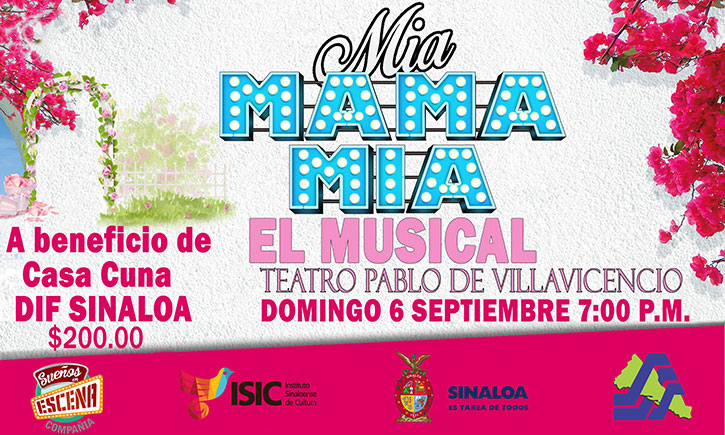 Mia
MAMA
MIA
EL MUSICAL
TEATRO PABLO DE VILLAVICENCIO
DOMINGO 6 SEPTIEMBRE 7:00 P.M.
A beneficio de
Casa Cuna
DIF SINALOA
$200.00
Sueños en
ESCENA
COMPAÑIA
ISIC
Instituto
Sinaloense
de Cultura
SINALOA
ES TAREA DE TODOS